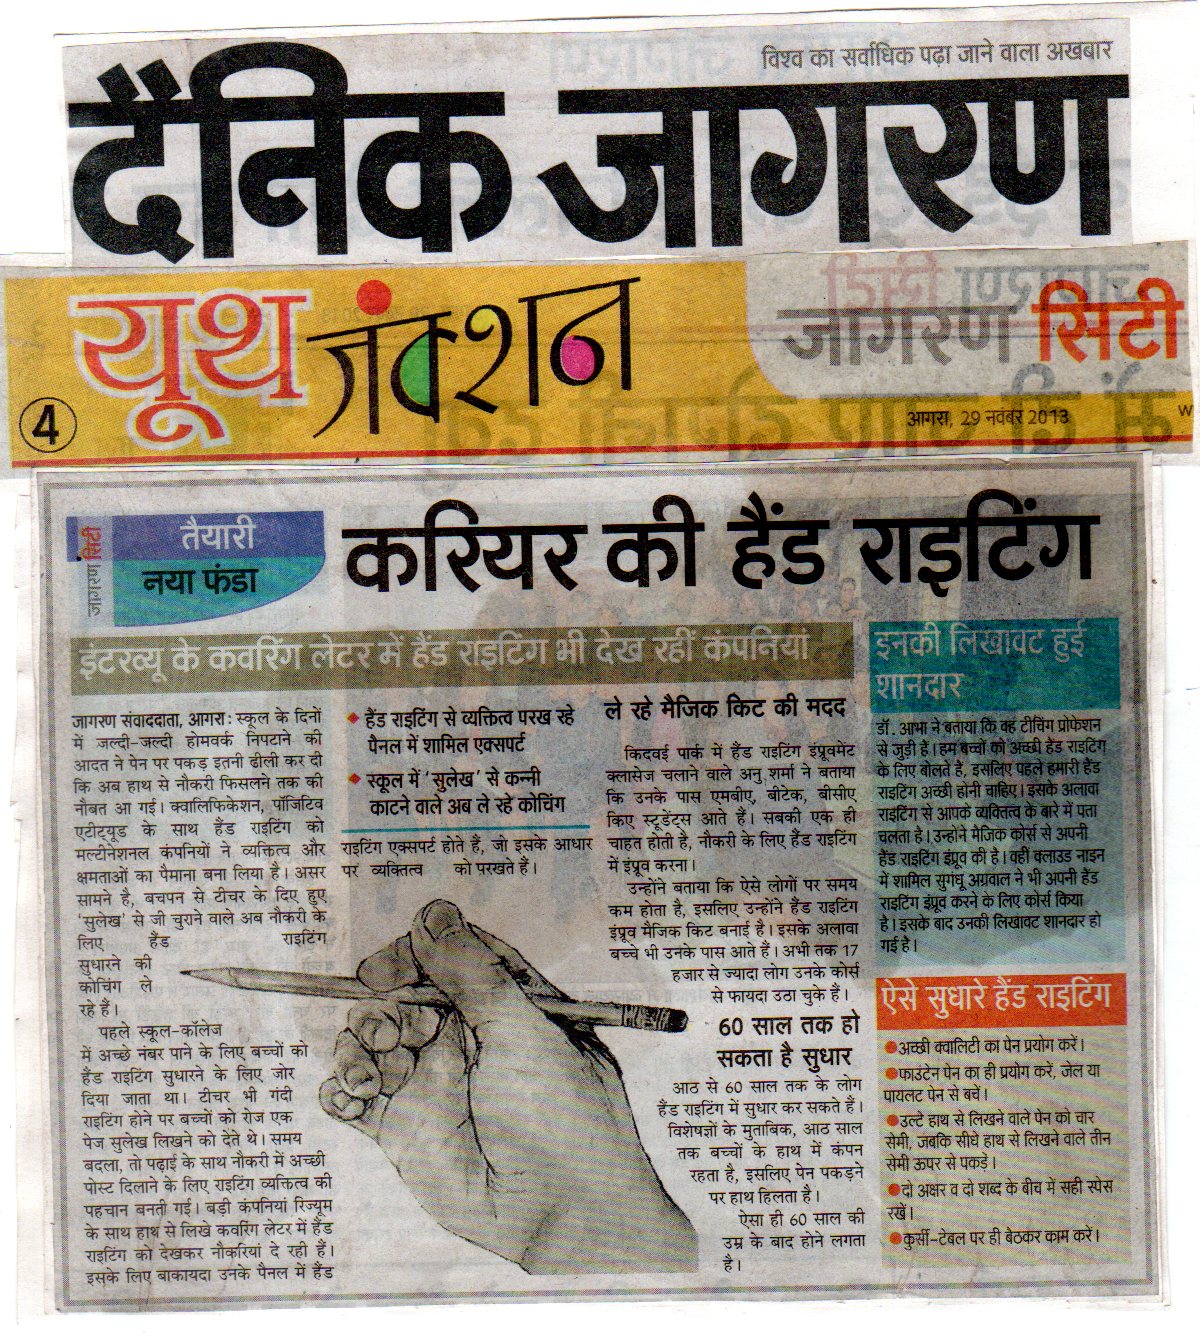 विश्व का सर्वाधिक पढ़ा जाने वाला अखबार
दैनिक जागरण
यूथ जंक्शन
जागरण सिटी
4
आगरा, 29 नवंबर 2013
w
जागरण सिटी
तैयारी
नया फंडा
करियर की हैंड राइटिंग
इंटरव्यू के कवरिंग लेटर में हैंड राइटिंग भी देख रहीं कंपनियां
जागरण संवाददाता, आगरा : स्कूल के दिनों
में जल्दी-जल्दी होमवर्क निपटाने की
आदत ने पेन पर पकड़ इतनी ढीली कर दी
कि अब हाथ से नौकरी फिसलने तक की
नौबत आ गई। क्वालिफिकेशन, पॉजिटिव
एटीट्यूड के साथ हैंड राइटिंग को
मल्टीनेशनल कंपनियों ने व्यक्तित्व और
क्षमताओं का पैमाना बना लिया है। असर
सामने है, बचपन से टीचर के दिए हुए
'सुलेख' से जी चुराने वाले अब नौकरी के
लिए हैंड राइटिंग
सुधारने की
कोचिंग ले
रहे हैं।
पहले स्कूल-कॉलेज
में अच्छे नंबर पाने के लिए बच्चों को
हैंड राइटिंग सुधारने के लिए जोर
दिया जाता था। टीचर भी गंदी
राइटिंग होने पर बच्चों को रोज एक
पेज सुलेख लिखने को देते थे। समय
बदला, तो पढ़ाई के साथ नौकरी में अच्छी
पोस्ट दिलाने के लिए राइटिंग व्यक्तित्व की
पहचान बनती गई। बड़ी कंपनियां रिज्यूम
के साथ हाथ से लिखे कवरिंग लेटर में हैंड
राइटिंग को देखकर नौकरियां दे रही हैं।
इसके लिए बाकायदा उनके पैनल में हैंड
हैंड राइटिंग से व्यक्तित्व परख रहे
पैनल में शामिल एक्सपर्ट
स्कूल में 'सुलेख' से कन्नी
काटने वाले अब ले रहे कोचिंग
राइटिंग एक्सपर्ट होते हैं, जो इसके आधार
पर व्यक्तित्व को परखते हैं।
ले रहे मैजिक किट की मदद
किदवई पार्क में हैंड राइटिंग इंप्रूवमेंट
क्लासेज चलाने वाले अनु शर्मा ने बताया
कि उनके पास एमबीए, बीटेक, बीसीए
किए स्टूडेंट्स आते हैं। सबकी एक ही
चाहत होती है, नौकरी के लिए हैंड राइटिंग
में इंप्रूव करना।
उन्होंने बताया कि ऐसे लोगों पर समय
कम होता है, इसलिए उन्होंने हैंड राइटिंग
इंप्रूव मैजिक किट बनाई है। इसके अलावा
बच्चे भी उनके पास आते हैं। अभी तक 17
हजार से ज्यादा लोग उनके कोर्स
से फायदा उठा चुके हैं।
60 साल तक हो
सकता है सुधार
आठ से 60 साल तक के लोग
हैंड राइटिंग में सुधार कर सकते हैं।
विशेषज्ञों के मुताबिक, आठ साल
तक बच्चों के हाथ में कंपन
रहता है, इसलिए पेन पकड़ने
पर हाथ हिलता है।
ऐसा ही 60 साल की
उम्र के बाद होने लगता
है।
इनकी लिखावट हुई
शानदार
डॉ. आभा ने बताया कि वह टीचिंग प्रोफेशन
से जुड़ी हैं। हम बच्चों को अच्छी हैंड राइटिंग
के लिए बोलते हैं, इसलिए पहले हमारी हैंड
राइटिंग अच्छी होनी चाहिए। इसके अलावा
राइटिंग से आपके व्यक्तित्व के बारे में पता
चलता है। उन्होंने मैजिक कोर्स से अपनी
हैंड राइटिंग इंप्रूव की है। वहीं क्लाउड नाइन
में शामिल सुगंधू अग्रवाल ने भी अपनी हैंड
राइटिंग इंप्रूव करने के लिए कोर्स किया
है। इसके बाद उनकी लिखावट शानदार हो
गई है।
ऐसे सुधारे हैंड राइटिंग
अच्छी क्वालिटी का पेन प्रयोग करें।
फाउंटेन पेन का ही प्रयोग करें, जेल या
पायलट पेन से बचें।
उल्टे हाथ से लिखने वाले पेन को चार
सेमी, जबकि सीधे हाथ से लिखने वाले तीन
सेमी ऊपर से पकड़ें।
दो अक्षर व दो शब्द के बीच में सही स्पेस
रखें।
कुर्सी-टेबल पर ही बैठकर काम करें।